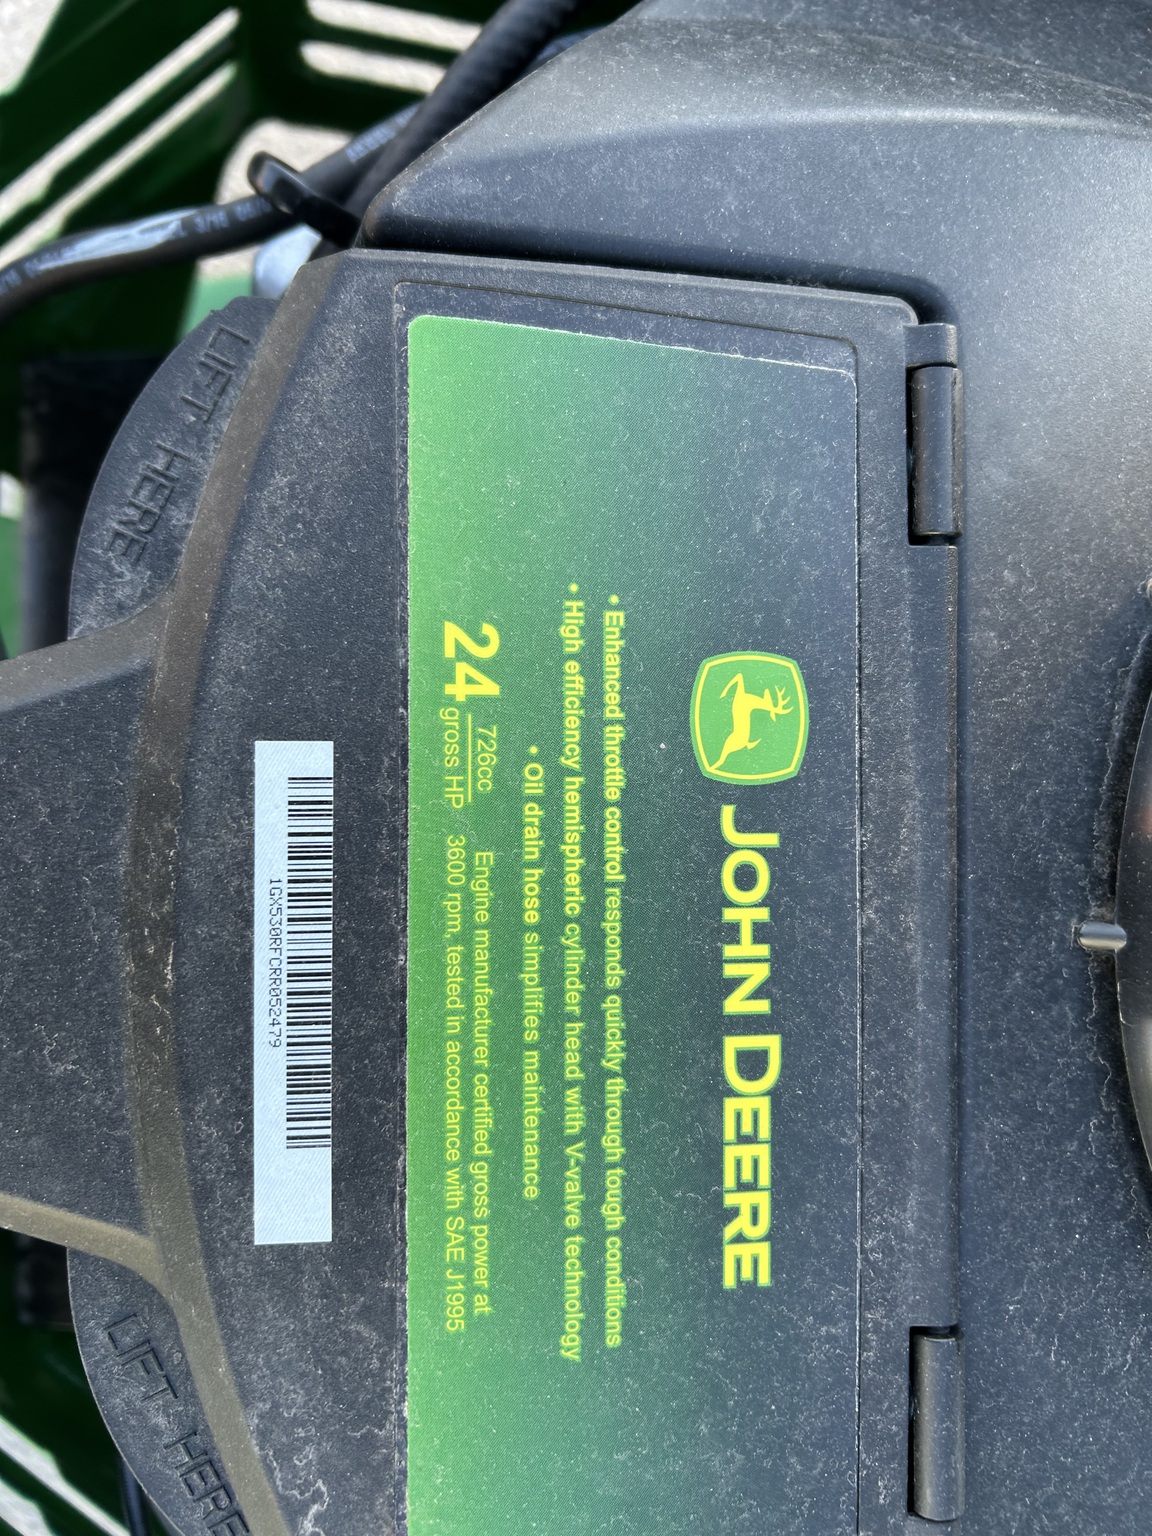 JOHN DEERE
• Enhanced throttle control responds quickly through tough conditions
• High efficiency hemispheric cylinder head with V-valve technology
• Oil drain hose simplifies maintenance
24 726cc
gross HP
Engine manufacturer certified gross power at
3600 rpm, tested in accordance with SAE J1995
1GX530RFCRR052479
LIFT HERE
LIFT HERE